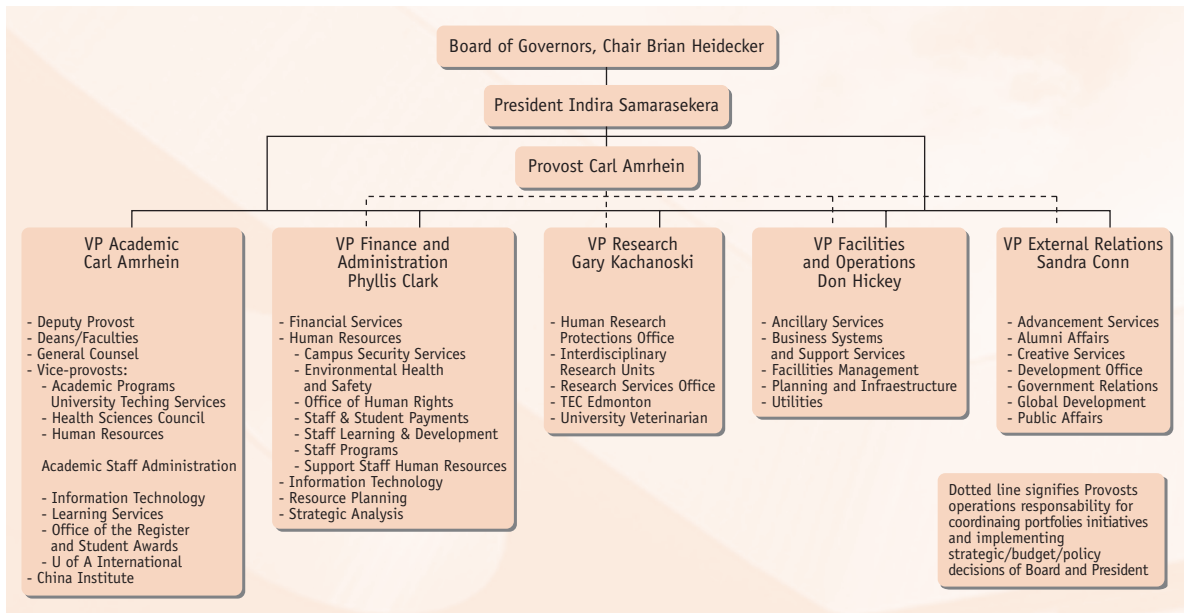 Board of Governors, Chair Brian Heidecker
President Indira Samarasekera
Provost Carl Amrhein
VP Academic
Carl Amrhein
- Deputy Provost
- Deans/Faculties
- General Counsel
- Vice-provosts:
- Academic Programs
University Teching Services
- Health Sciences Council
- Human Resources
Academic Staff Administration
- Information Technology
- Learning Services
- Office of the Register
and Student Awards
- U of A International
- China Institute
VP Finance and
Administration
Phyllis Clark
- Financial Services
- Human Resources
- Campus Security Services
- Environmental Health
and Safety
- Office of Human Rights
- Staff & Student Payments
- Staff Learning & Development
- Staff Programs
- Support Staff Human Resources
- Information Technology
- Resource Planning
- Strategic Analysis
VP Research
Gary Kachanoski
- Human Research
Protections Office
- Interdisciplinary
Research Units
- Research Services Office
- TEC Edmonton
- University Veterinarian
VP Facilities
and Operations
Don Hickey
- Ancillary Services
- Business Systems
and Support Services
- Faccilities Management
- Planning and Infraestructure
- Utilities
VP External Relations
Sandra Conn
- Advancement Services
- Alumni Affairs
- Creative Services
- Development Office
- Government Relations
- Global Development
- Public Affairs
Dotted line signifies Provosts
operations responsability for
coordinaing portfolies initiatives
and implementing
strategic/budget/policy
decisions of Board and President